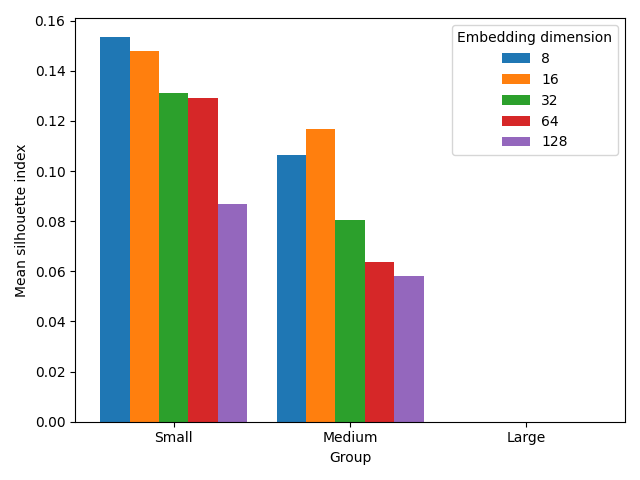 0.16
0.14
0.12
0.10
0.08
0.06
0.04
0.02
0.00
Mean silhouette index
Embedding dimension
8
16
32
64
128
Small
Medium
Large
Group